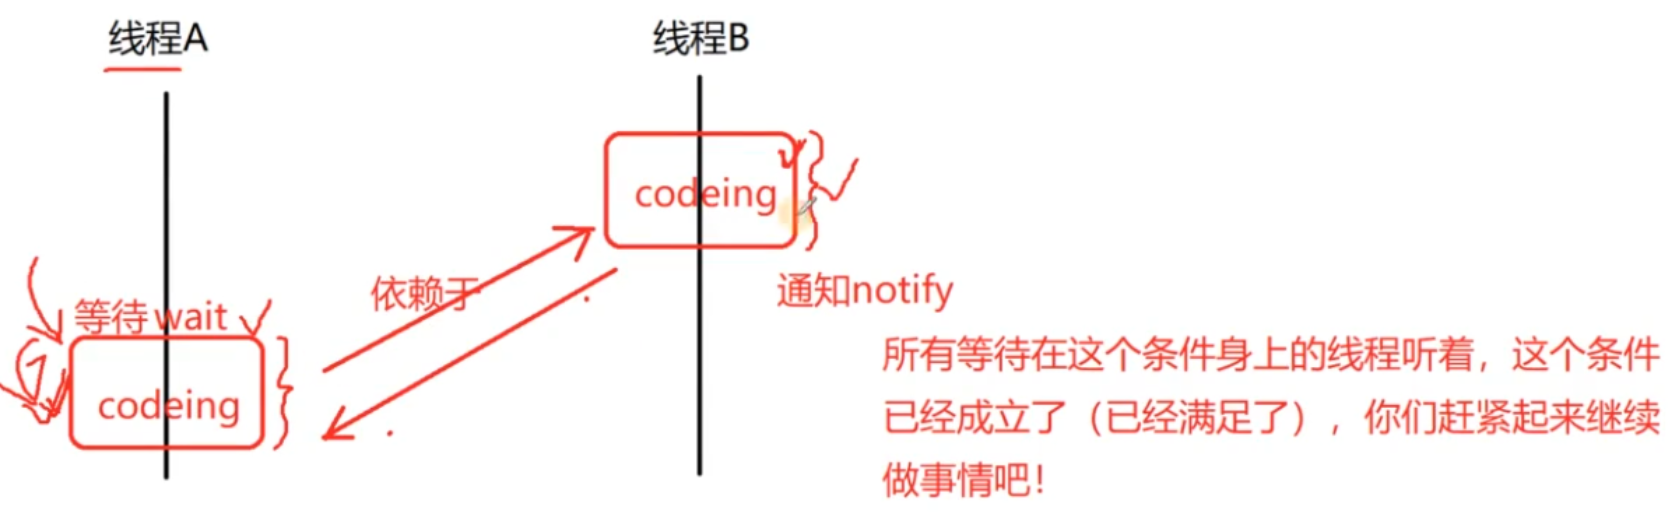 线程A
线程B
codeing
依赖于
通知notify
等待wait
codeing
所有等待在这个条件身上的线程听着，这个条件
已经成立了（已经满足了），你们赶紧起来继续
做事情吧！